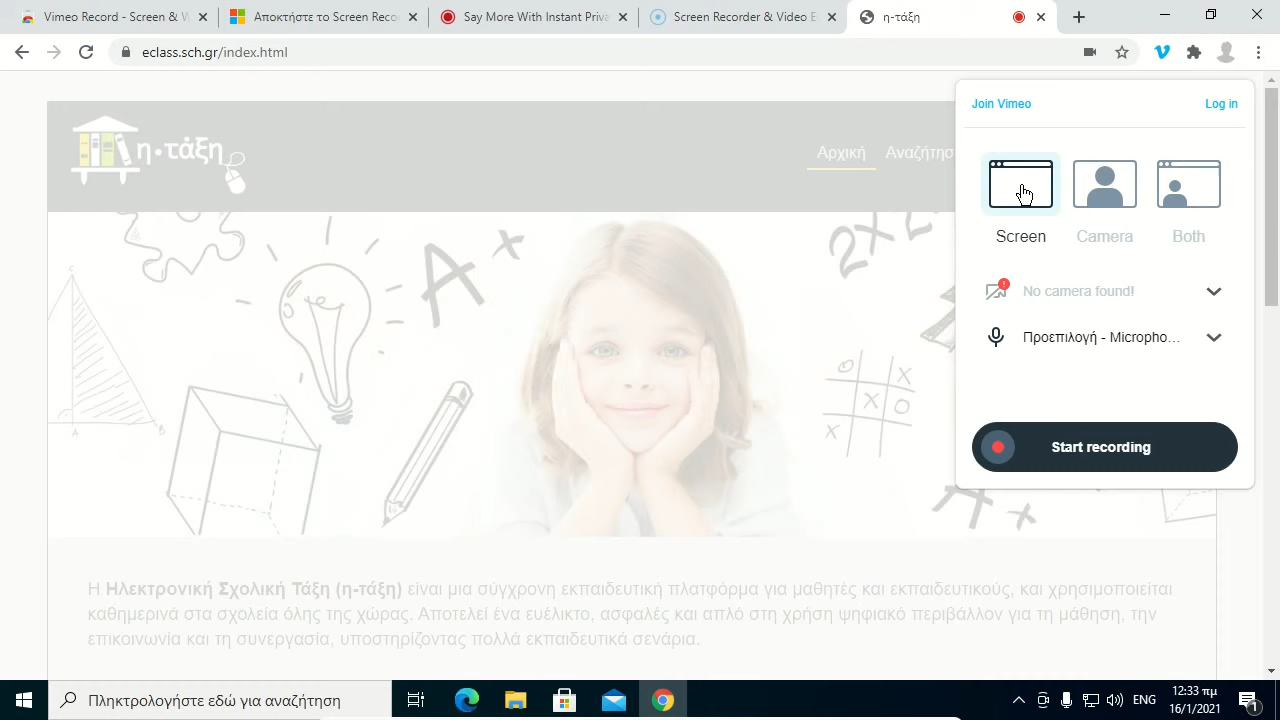 Vimeo Record - Screen & W
Αποκτήστε το Screen Reco
Say More With Instant Priva
Screen Recorder & Video E
η-τάξη
eclass.sch.gr/index.html
η·τάξη
Αρχική Αναζήτησ
Join Vimeo
Log in
Screen
Camera
Both
No camera found!
Προεπιλογή - Micropho...
Start recording
A+ x
2x2
C
A
O X
X O
X
A+ x
Η Ηλεκτρονική Σχολική Τάξη (η-τάξη) είναι μια σύγχρονη εκπαιδευτική πλατφόρμα για μαθητές και εκπαιδευτικούς, και χρησιμοποιείται
καθημερινά στα σχολεία όλης της χώρας. Αποτελεί ένα ευέλικτο, ασφαλές και απλό στη χρήση ψηφιακό περιβάλλον για τη μάθηση, την
επικοινωνία και τη συνεργασία, υποστηρίζοντας πολλά εκπαιδευτικά σενάρια.
Πληκτρολογήστε εδώ για αναζήτηση
ENG
12:33 πμ
16/1/2021
1